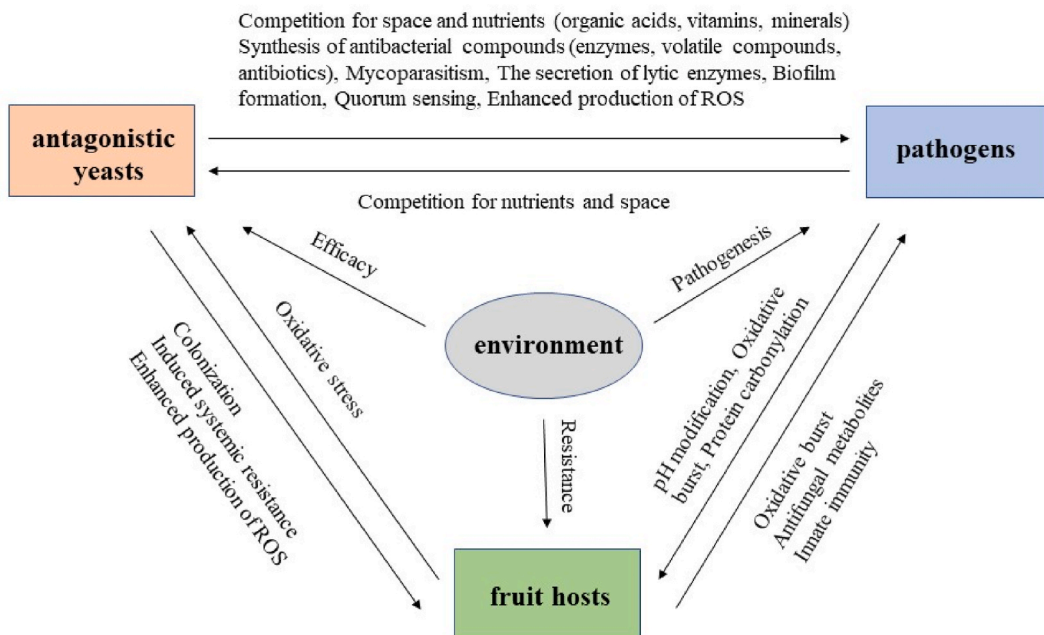 Competition for space and nutrients (organic acids, vitamins, minerals)
Synthesis of antibacterial compounds (enzymes, volatile compounds,
antibiotics), Mycoparasitism, The secretion of lytic enzymes, Biofilm
formation, Quorum sensing, Enhanced production of ROS
antagonistic
yeasts
pathogens
Competition for nutrients and space
Efficacy
Pathogenesis
environment
Oxidative stress
Colonization
Induced systemic resistance
Enhanced production of ROS
Resistance
pH modification, Oxidative
burst, Protein carbonylation
Oxidative burst
Antifungal metabolites
Innate immunity
fruit hosts